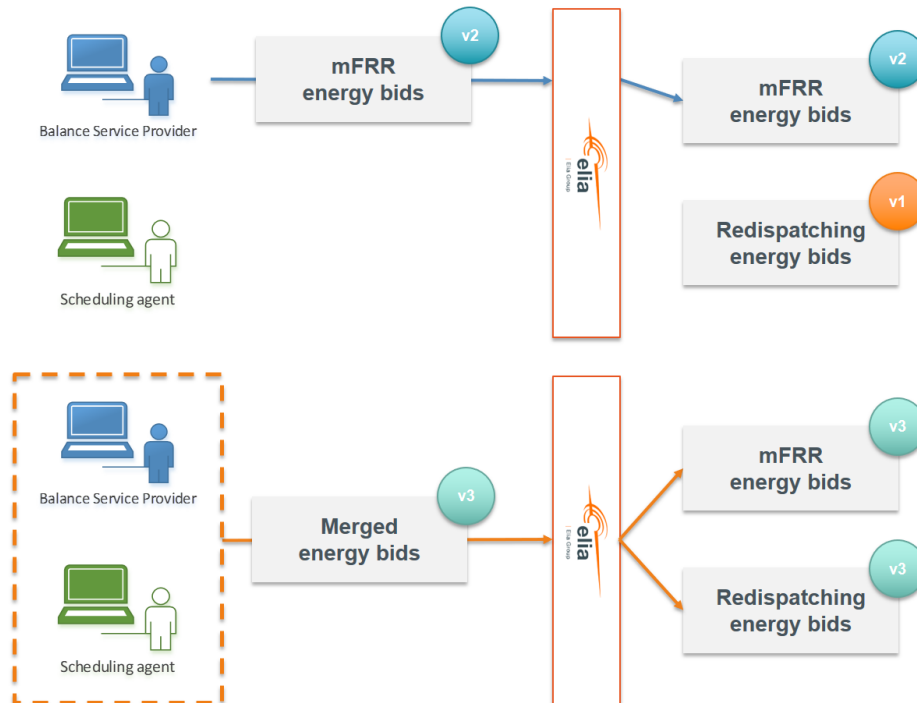 v2
mFRR
energy bids
Balance Service Provider
elia
Elia Group
v2
mFRR
energy bids
v1
Redispatching
energy bids
Scheduling agent
Balance Service Provider
v3
Merged
energy bids
Scheduling agent
elia
Elia Group
v3
mFRR
energy bids
v3
Redispatching
energy bids